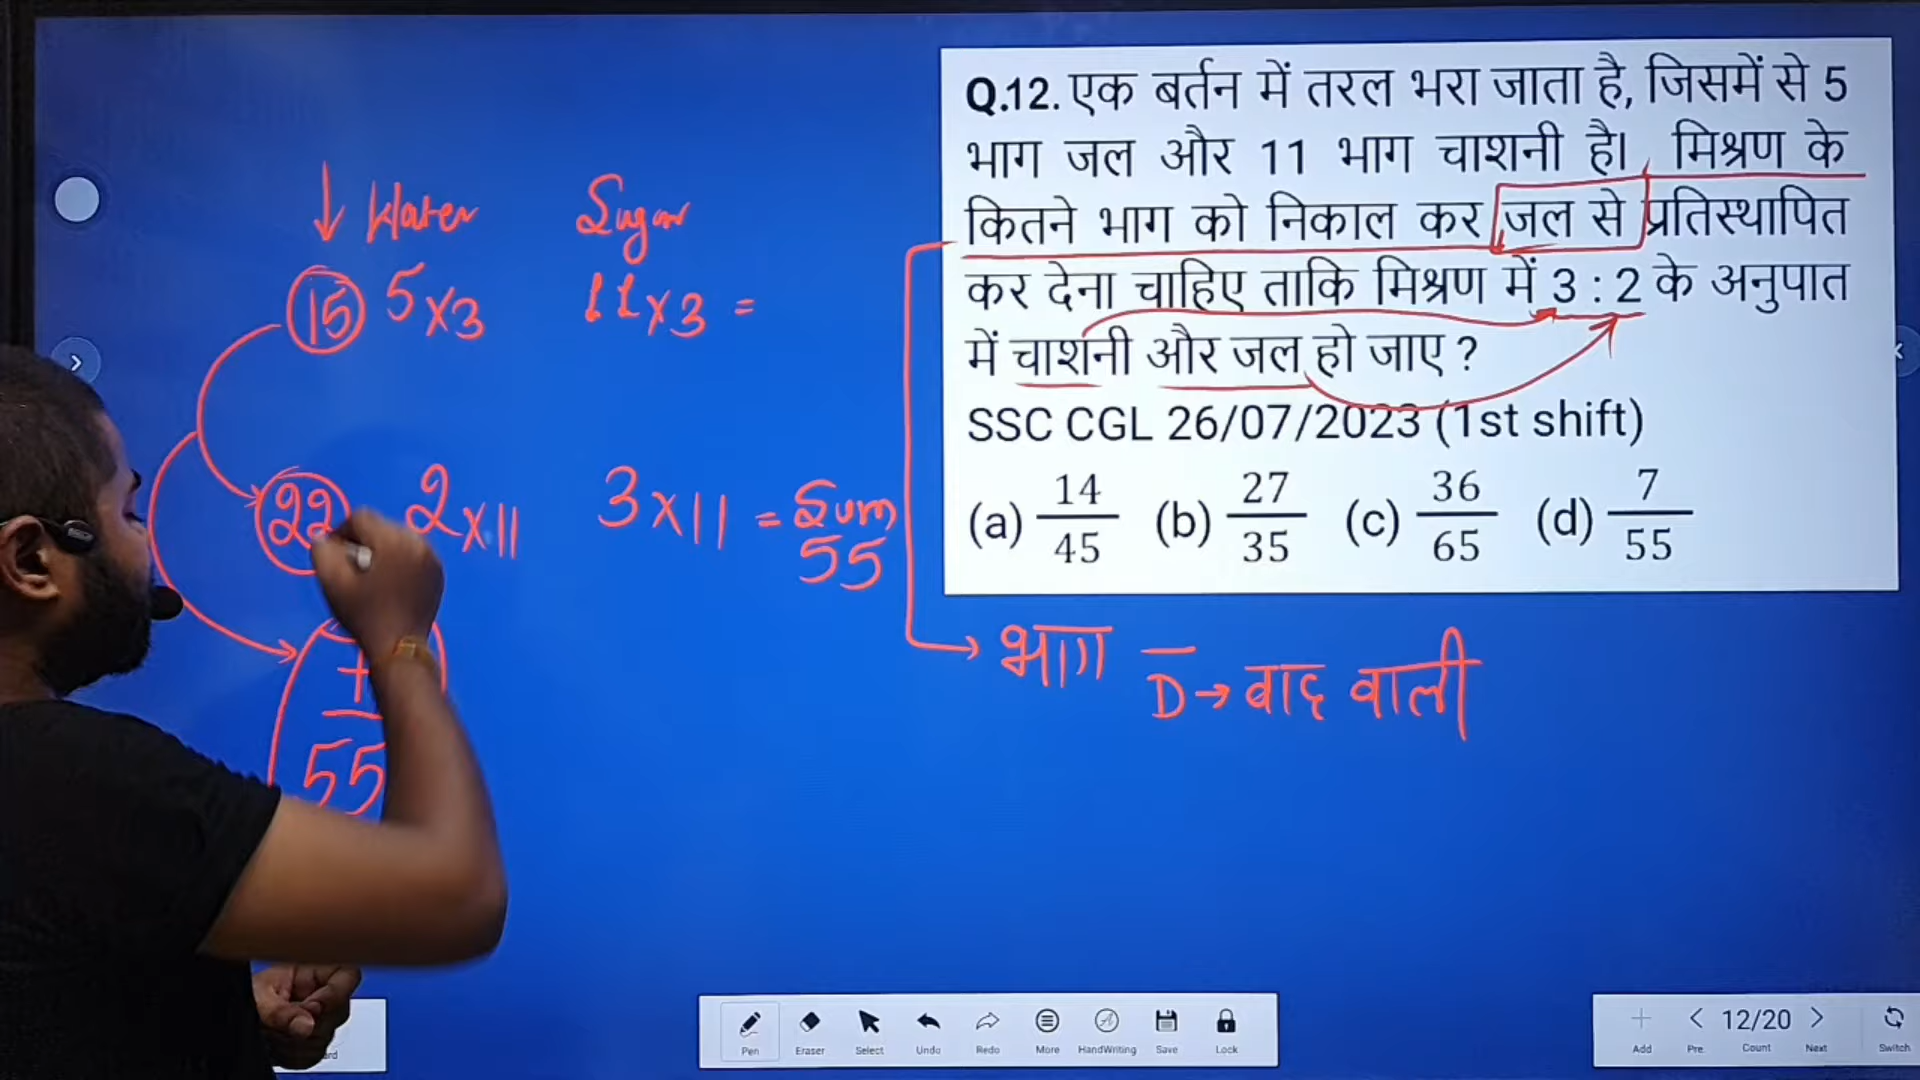 Q.12. एक बर्तन में तरल भरा जाता है, जिसमें से 5
भाग जल और 11 भाग चाशनी है। मिश्रण के
कितने भाग को निकाल कर जल से प्रतिस्थापित
कर देना चाहिए ताकि मिश्रण में 3 : 2 के अनुपात
में चाशनी और जल हो जाए ?
SSC CGL 26/07/2023 (1st shift)
(a) 14/45 (b) 27/35 (c) 36/65 (d) 7/55
↓ Water Sugar
15 5x3 11x3 =
22 2x11 3x11 = Sum
55
7
55
→ भाग
D → बाद वाली
Pen Eraser Select Undo Redo More HandWriting Save Lock
12/20
Add Pre Count Next Switch